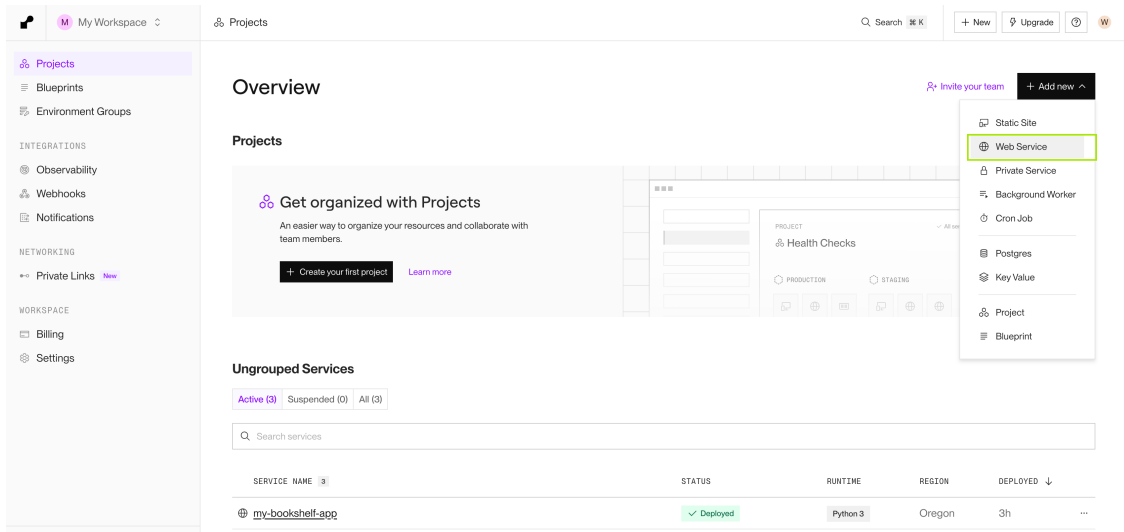 M My Workspace
Projects
Search ⌘ K
+ New
Upgrade
W
Projects
Blueprints
Environment Groups
INTEGRATIONS
Observability
Webhooks
Notifications
NETWORKING
Private Links New
WORKSPACE
Billing
Settings
Overview
Invite your team
+ Add new
Static Site
Web Service
Private Service
Background Worker
Cron Job
Postgres
Key Value
Project
Blueprint
Projects
Get organized with Projects
An easier way to organize your resources and collaborate with
team members.
+ Create your first project
Learn more
PROJECT
✓ All se
Health Checks
PRODUCTION
STAGING
Ungrouped Services
Active (3)
Suspended (0)
All (3)
Search services
SERVICE NAME 3
STATUS
RUNTIME
REGION
DEPLOYED ↓
my-bookshelf-app
✓ Deployed
Python 3
Oregon
3h